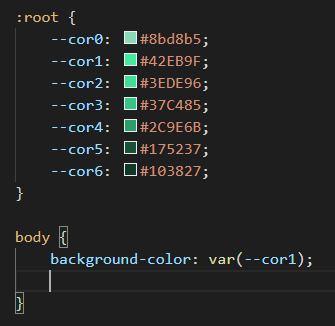 :root {
    --cor0: #8bd8b5;
    --cor1: #42EB9F;
    --cor2: #3EDE96;
    --cor3: #37C485;
    --cor4: #2C9E6B;
    --cor5: #175237;
    --cor6: #103827;
}
body {
    background-color: var(--cor1);
}